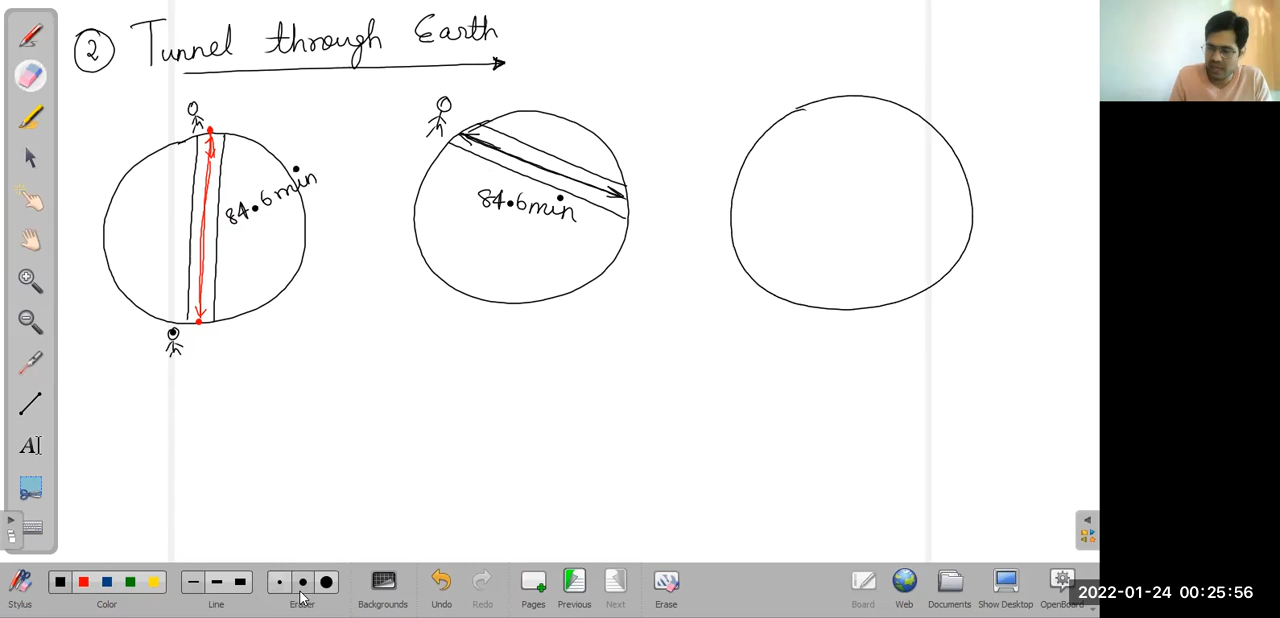 ② Tunnel through Earth
84.6 min
84.6 min
A
Stylus
Color
Line
Eraser
Backgrounds
Undo
Redo
Pages
Previous
Next
Erase
Board
Web
Documents
Show Desktop
OpenBoard
2022-01-24 00:25:56